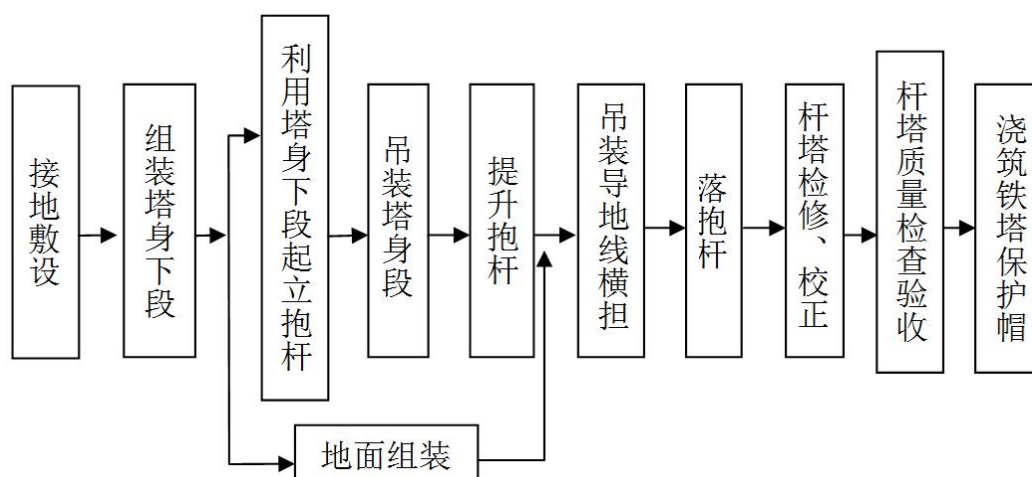 接地敷设
组装塔身下段
利用塔身下段起立抱杆
吊装塔身段
提升抱杆
吊装导地线横担
落抱杆
杆塔检修、校正
杆塔质量检查验收
浇筑铁塔保护帽
地面组装